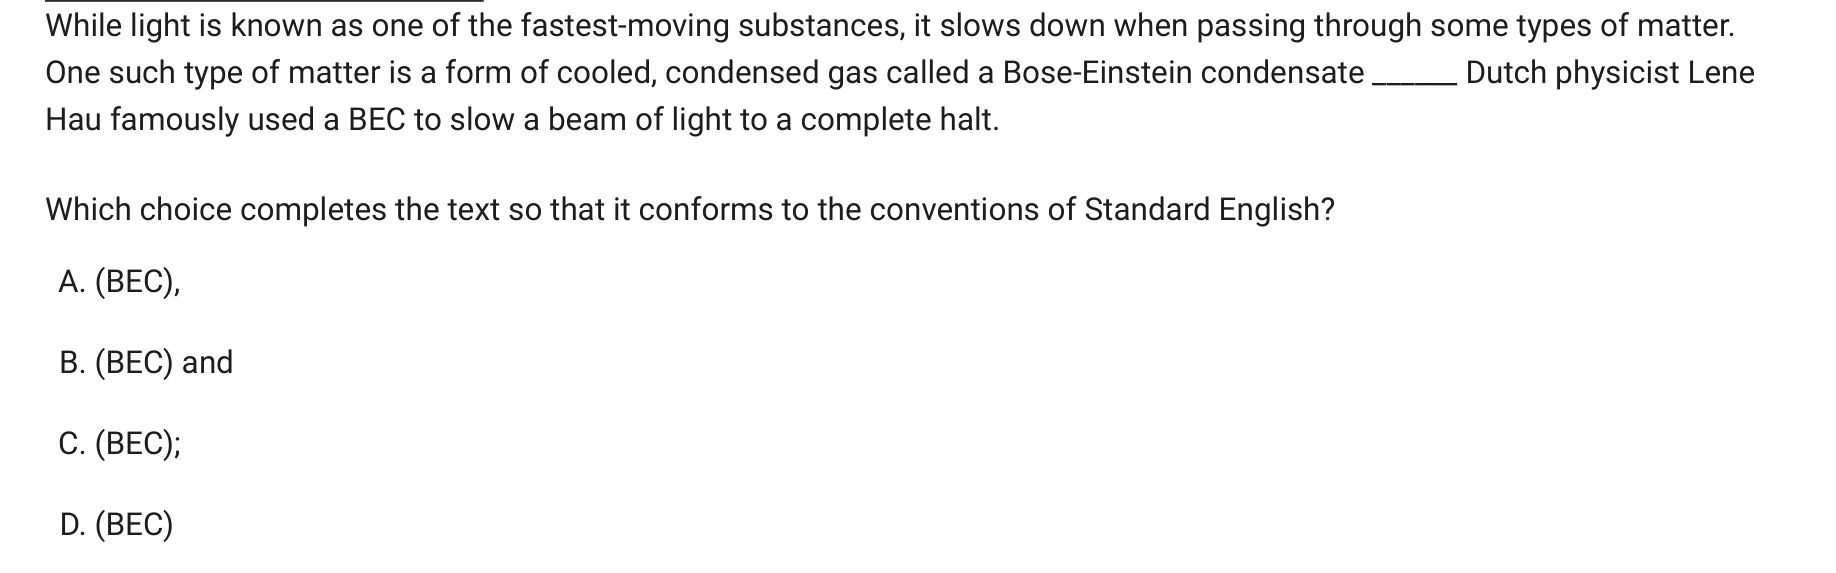 While light is known as one of the fastest-moving substances, it slows down when passing through some types of matter.
One such type of matter is a form of cooled, condensed gas called a Bose-Einstein condensate ______ Dutch physicist Lene
Hau famously used a BEC to slow a beam of light to a complete halt.
Which choice completes the text so that it conforms to the conventions of Standard English?
A. (BEC),
B. (BEC) and
C. (BEC);
D. (BEC)